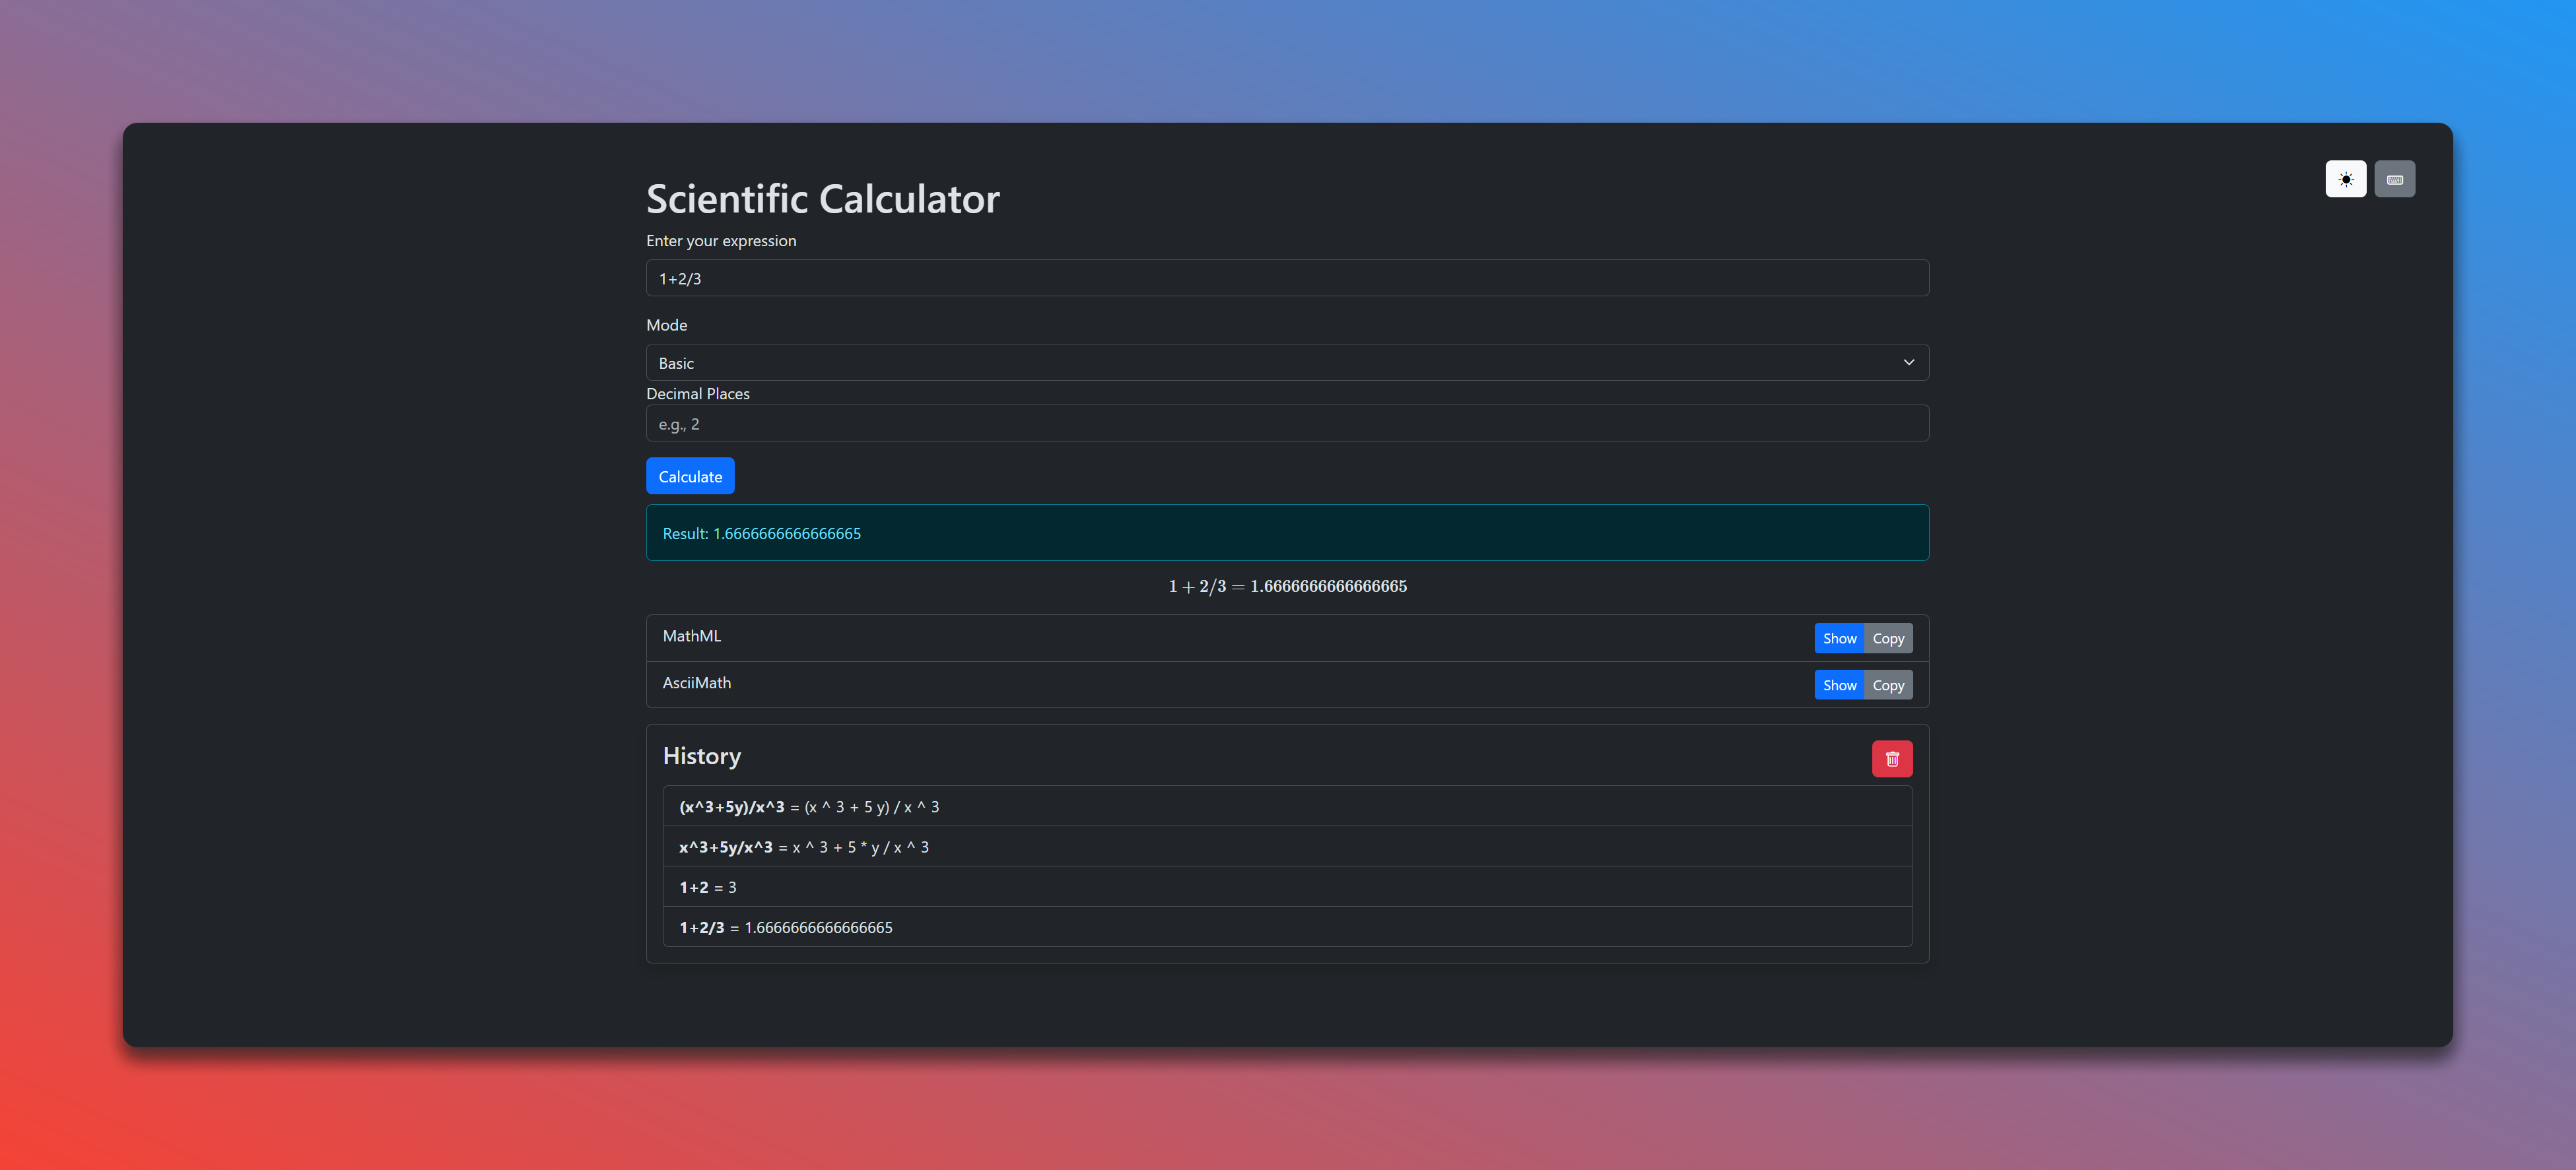 Scientific Calculator
Enter your expression
1+2/3
Mode
Basic
Decimal Places
e.g., 2
Calculate
Result: 1.6666666666666665
1 + 2/3 = 1.6666666666666665
MathML Show Copy
AsciiMath Show Copy
History
(x^3+5y)/x^3 = (x ^ 3 + 5 y) / x ^ 3
x^3+5y/x^3 = x ^ 3 + 5 * y / x ^ 3
1+2 = 3
1+2/3 = 1.6666666666666665